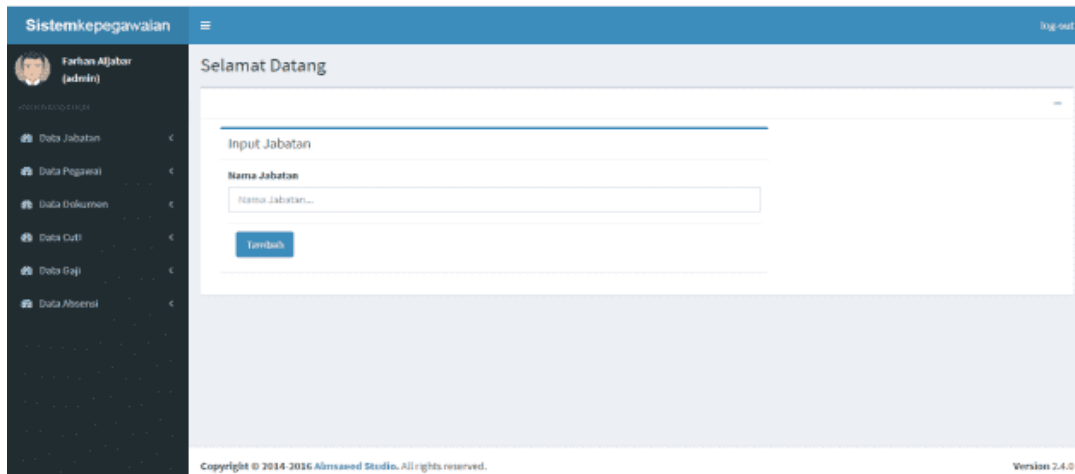 Sistemkepegawaian
log-out
Farhan Aljabar
(admin)
Selamat Datang
Data Jabatan
Data Pegawai
Data Dokumen
Data Cuti
Data Gaji
Data Absensi
Input Jabatan
Nama Jabatan
Nama Jabatan...
Tambah
Copyright © 2014-2016 Almsaeed Studio. All rights reserved.
Version 2.4.0